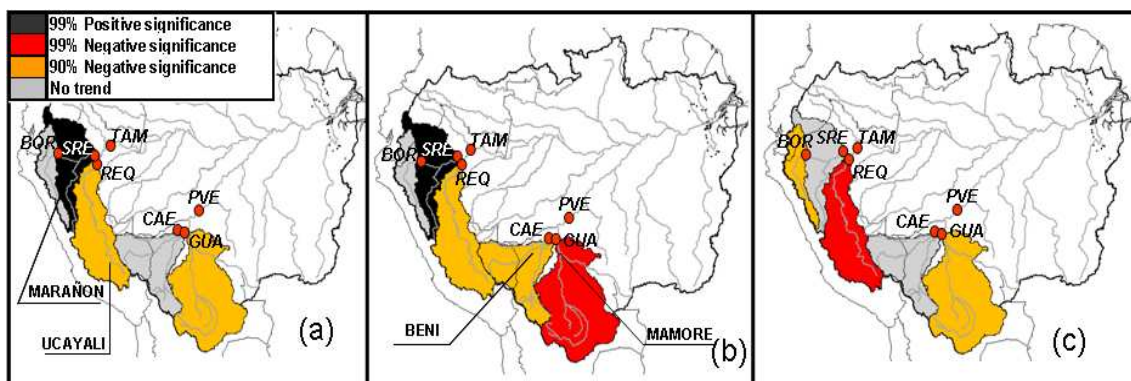 99% Positive significance
99% Negative significance
90% Negative significance
No trend
BOR SRE TAM
REQ
PVE
CAE
GUA
MARAÑON
UCAYALI
(a)
BOR SRE TAM
REQ
PVE
CAE GUA
BENI
MAMORE
(b)
BOR SRE TAM
REQ
PVE
CAE
GUA
(c)